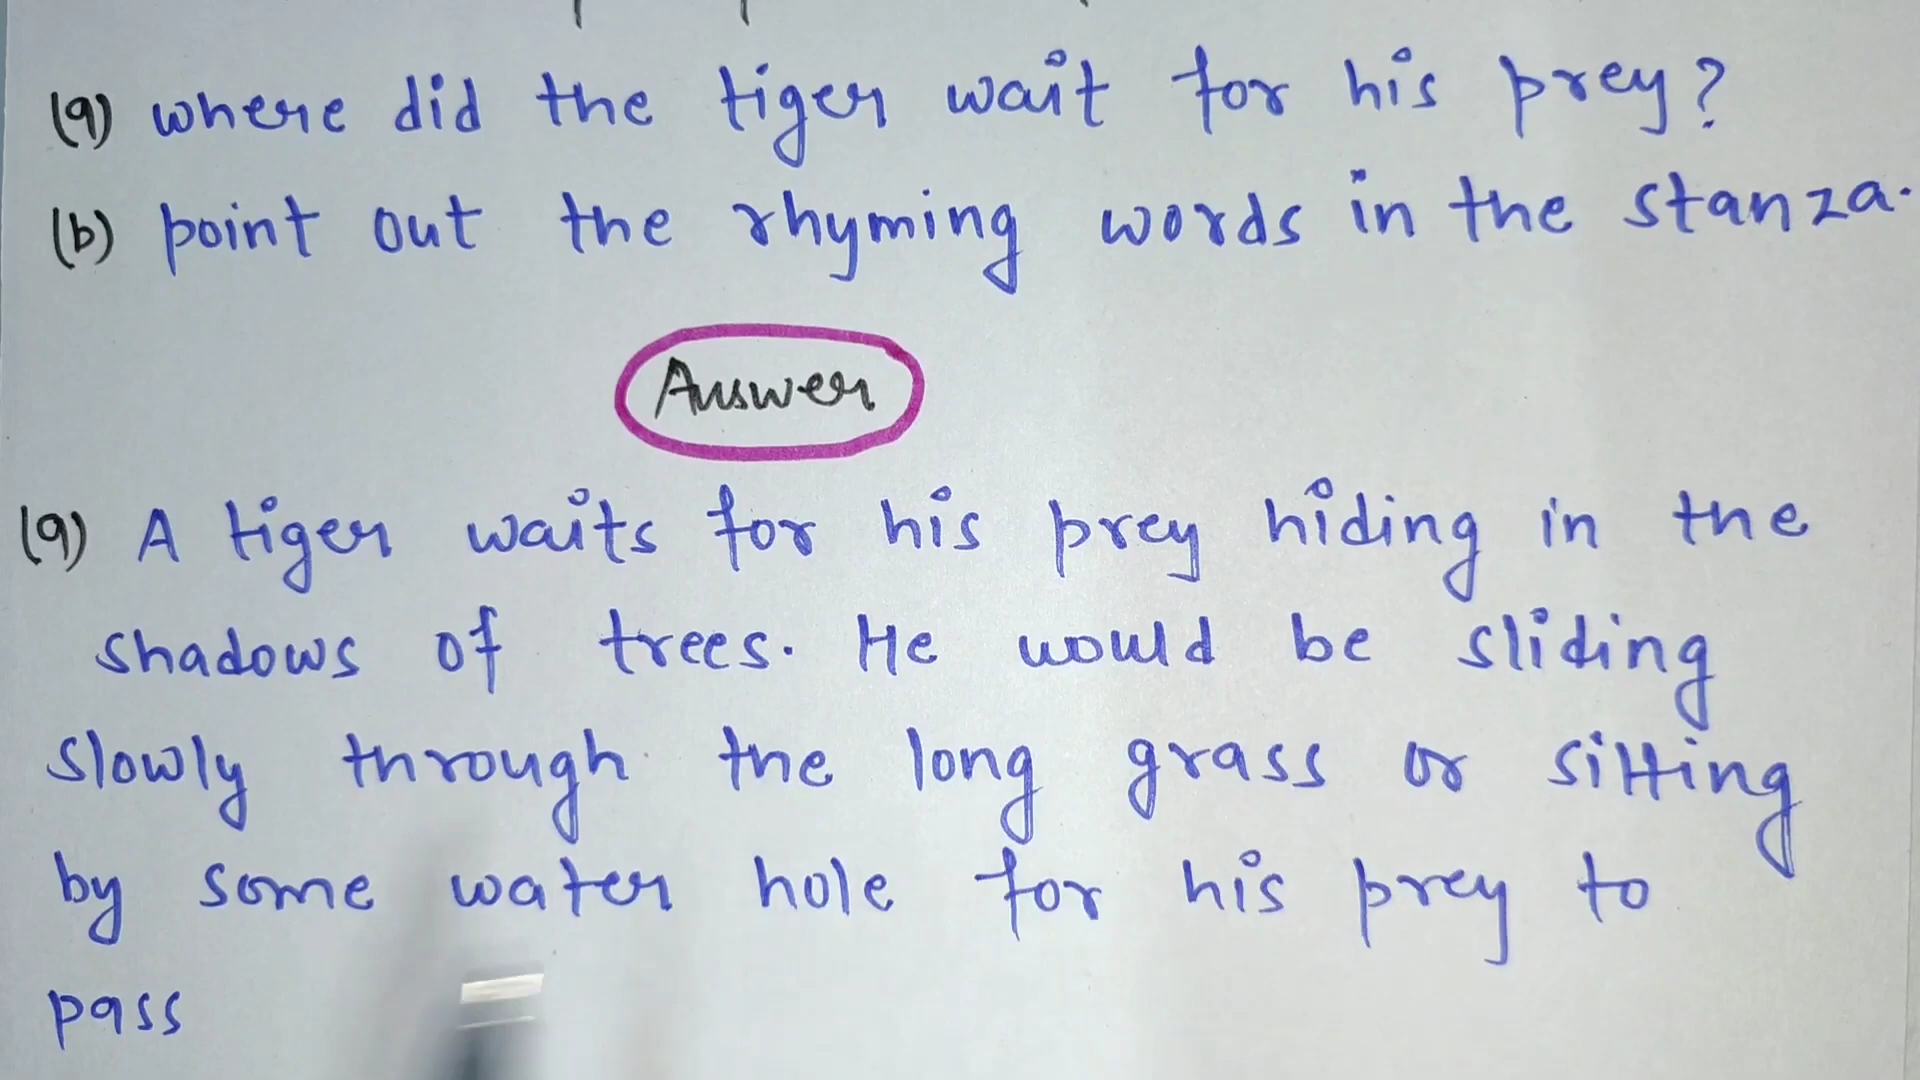 (a) where did the tiger wait for his prey?
(b) point out the rhyming words in the stanza.
Answer
(a) A tiger waits for his prey hiding in the
shadows of trees. He would be sliding
slowly through the long grass or sitting
by some water hole for his prey to
pass